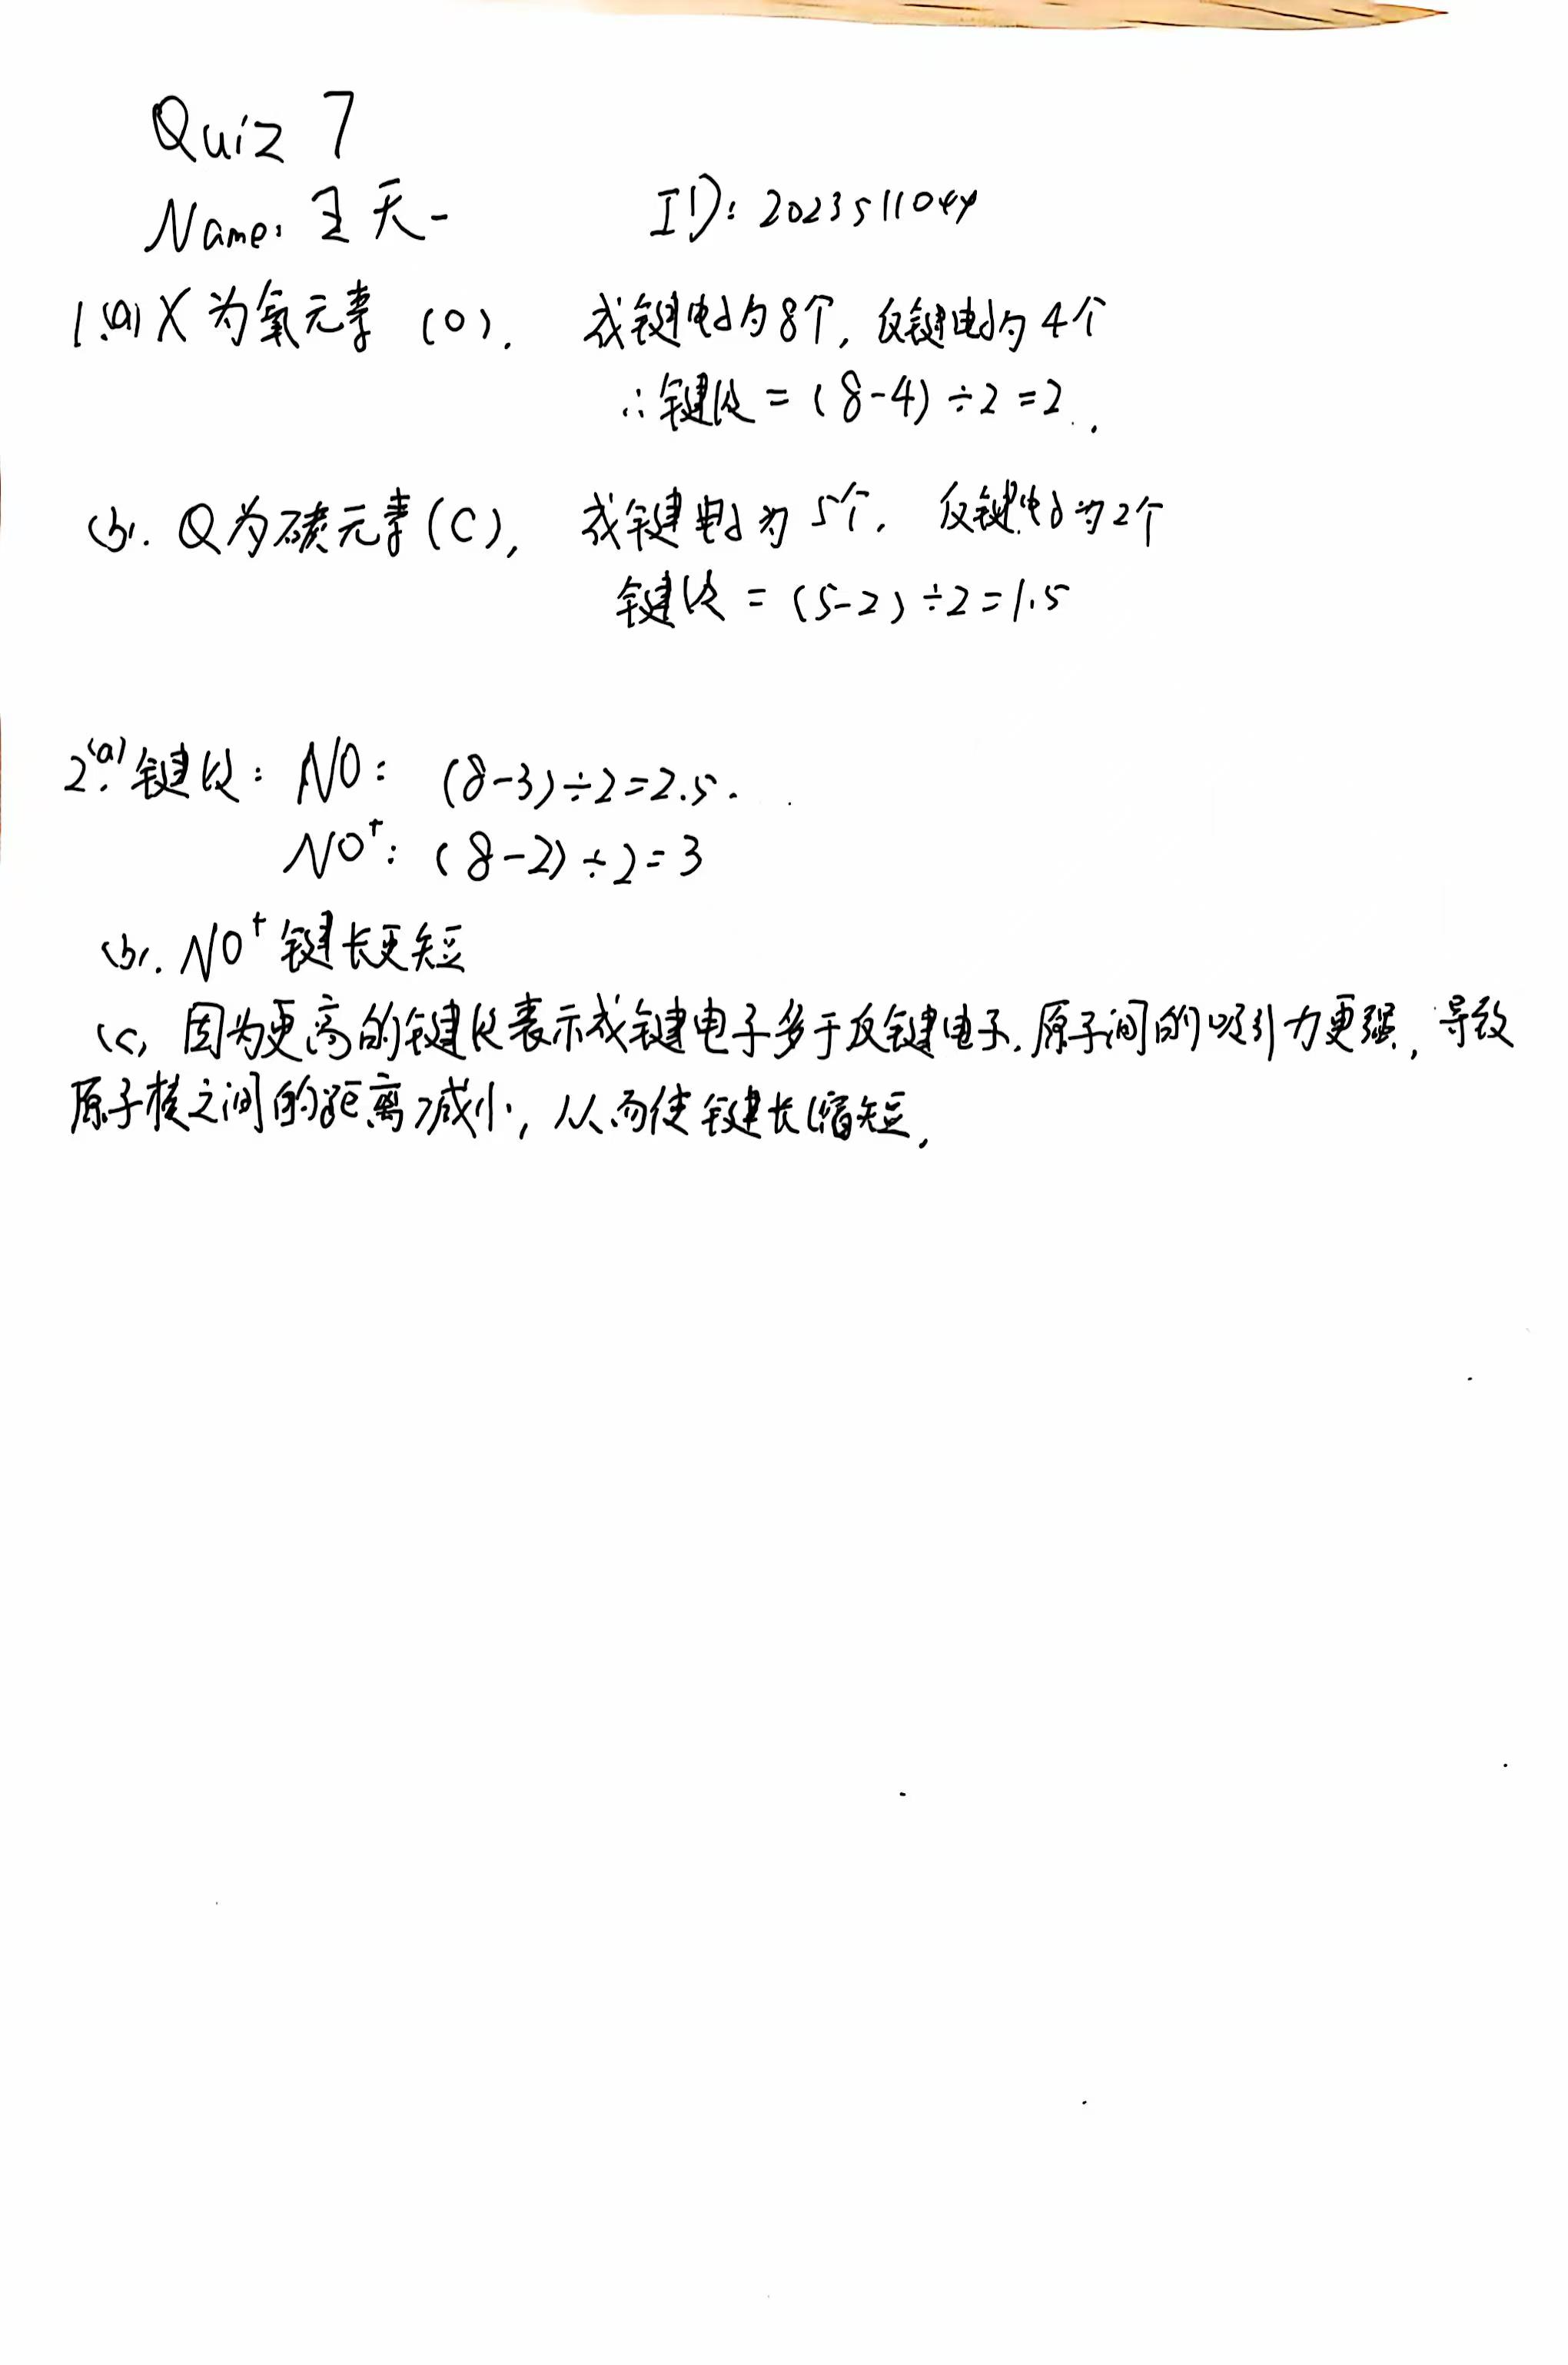 Quiz 7
Name: 王天一 ID: 2023511044
1.(a) X 为氧元素 (O). 成键电子为8个, 反键电子为4个
∴键级 = (8-4)÷2=2.
(b). Q为碳元素(C), 成键电子为5个, 反键电子为2个
键级 = (5-2)÷2=1.5
2.(a) 键级: NO: (8-3)÷2=2.5.
NO⁺: (8-2)÷2=3
(b). NO⁺ 键长更短
(c) 因为更高的键级表示成键电子多于反键电子, 原子间的吸引力更强, 导致
原子核之间的距离减小, 从而使键长缩短.